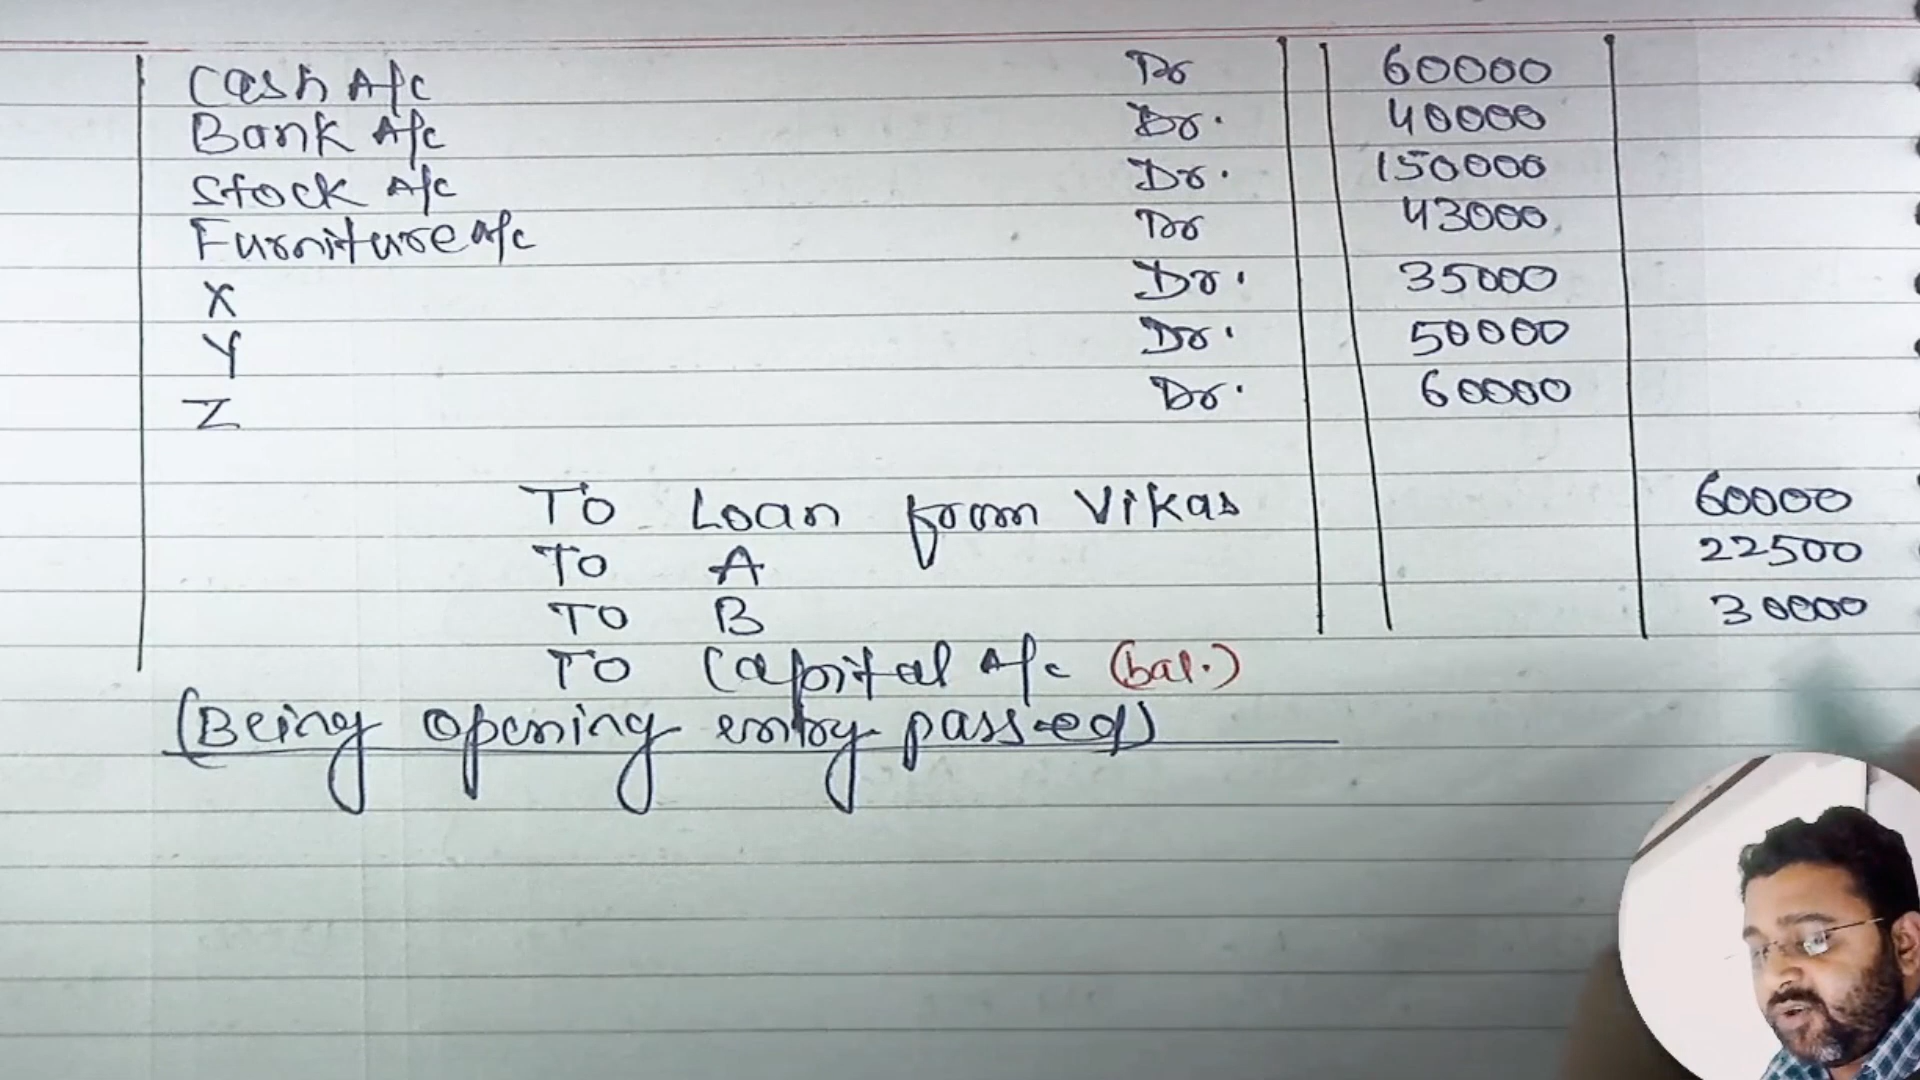 Cash A/c Dr 60000
Bank A/c Dr. 40000
Stock A/c Dr. 150000
Furniture A/c Dr 43000
X Dr. 35000
Y Dr. 50000
Z Dr. 60000
To Loan from Vikas 60000
To A 22500
To B 30000
To Capital A/c (bal.)
(Being opening entry passed)